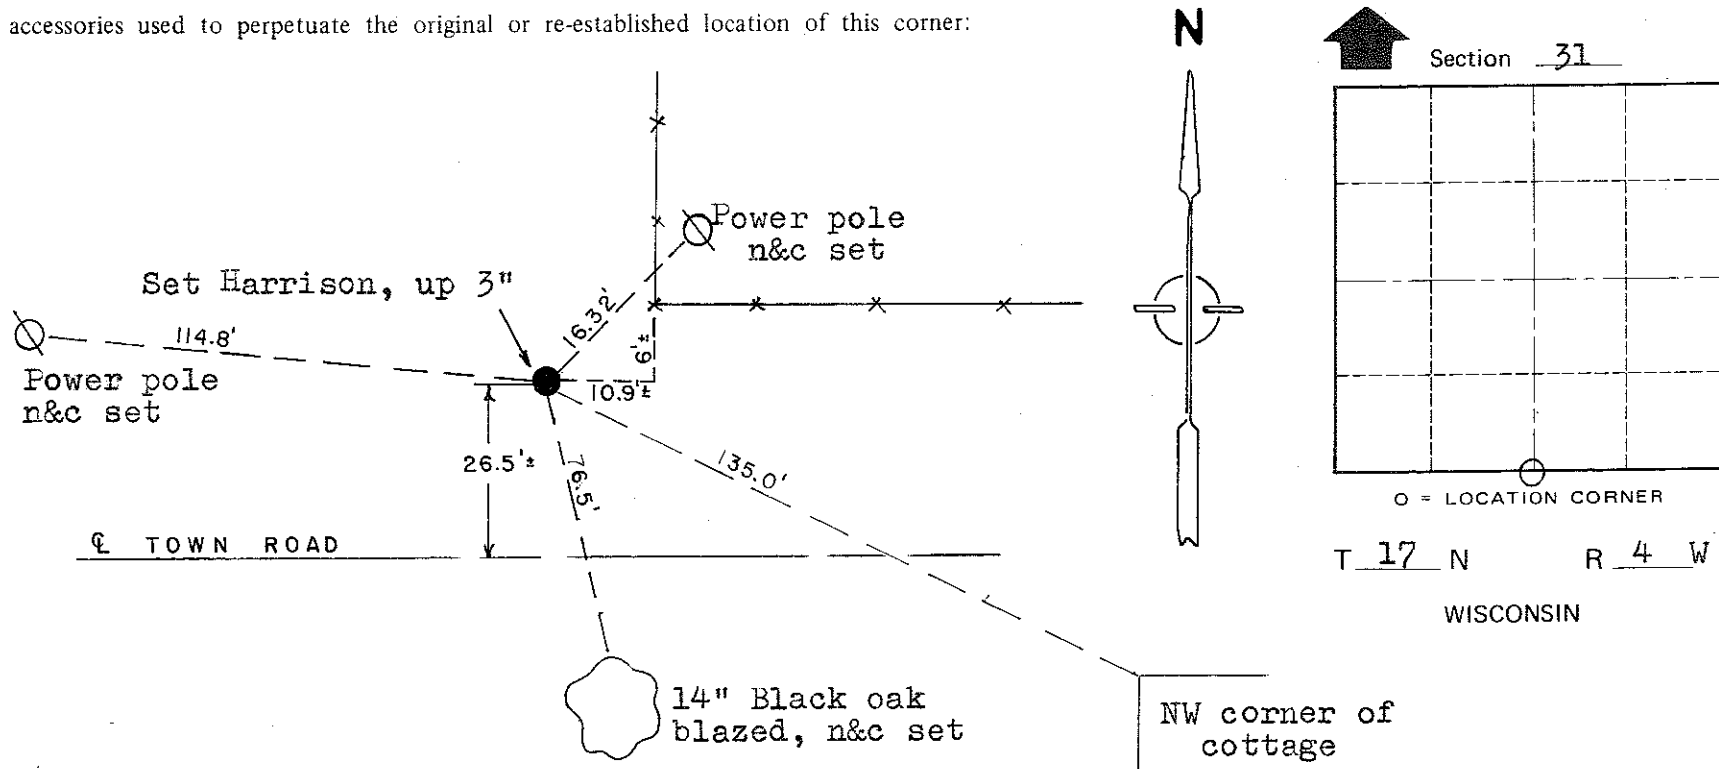 accessories used to perpetuate the original or re-established location of this corner:
N
Section 31
Power pole
n&c set
Set Harrison, up 3"
16.32'
6'±
114.8'
Power pole
n&c set
10.9'±
26.5'±
76.5'
135.0'
O = LOCATION CORNER
℄ TOWN ROAD
T 17 N R 4 W
WISCONSIN
14" Black oak
blazed, n&c set
NW corner of
cottage